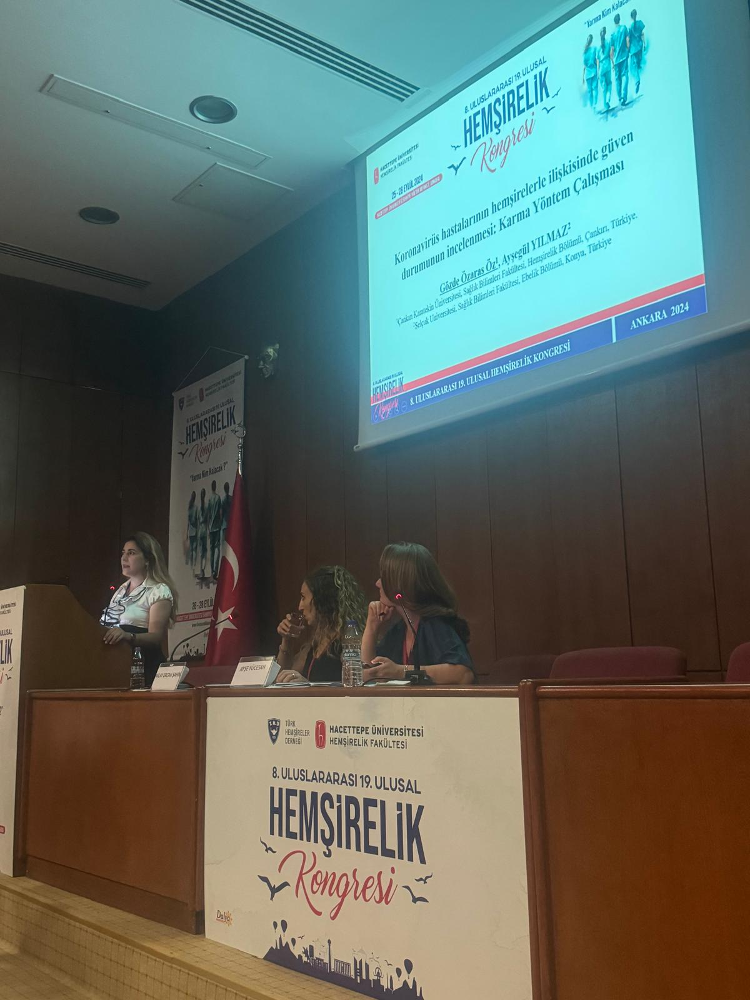 "Yarına Kim Kalacak
8. ULUSLARARASI 19. ULUSAL
HEMŞİRELİK
Kongresi
HACETTEPE ÜNİVERSİTESİ
HEMŞİRELİK FAKÜLTESİ
25 - 28 EYLÜL 2024
Koronavirüs hastalarının hemşirelerle ilişkisinde güven
durumunun incelenmesi: Karma Yöntem Çalışması
Gözde Özaras Öz¹, Ayşegül YILMAZ²
¹Çankırı Karatekin Üniversitesi, Sağlık Bilimleri Fakültesi, Hemşirelik Bölümü, Çankırı, Türkiye.
²Selçuk Üniversitesi, Sağlık Bilimleri Fakültesi, Ebelik Bölümü, Konya, Türkiye
8. ULUSLARARASI 19. ULUSAL
HEMŞİRELİK
Kongresi
8. ULUSLARARASI 19. ULUSAL HEMŞİRELİK KONGRESİ
ANKARA 2024
HACETTEPE ÜNİVERSİTESİ
HEMŞİRELİK FAKÜLTESİ
8. ULUSLARARASI 19. ULUSAL
HEMŞİRELİK
Kongresi
"Yarına Kim Kalacak ?"
26 - 28 EYLÜL
ÜNİVERSİTESİ
FAKÜLTESİ
ULUSAL
LİK
NİLAY ERCAN ŞAHİN
AYŞE YÜCESAN
damla
T.H.D
TÜRK
HEMŞİRELER
DERNEĞİ
HACETTEPE ÜNİVERSİTESİ
HEMŞİRELİK FAKÜLTESİ
8. ULUSLARARASI 19. ULUSAL
HEMŞİRELİK
Kongresi
Dalya